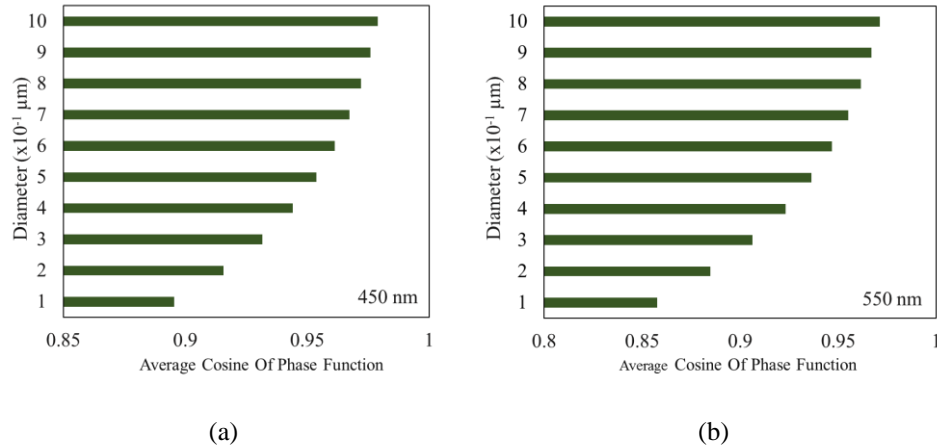 10
9
8
7
6
5
4
3
2
1
Diameter (x10⁻¹ μm)
450 nm
0.85 0.9 0.95 1
Average Cosine Of Phase Function
(a)
10
9
8
7
6
5
4
3
2
1
Diameter (x10⁻¹ μm)
550 nm
0.8 0.85 0.9 0.95 1
Average Cosine Of Phase Function
(b)